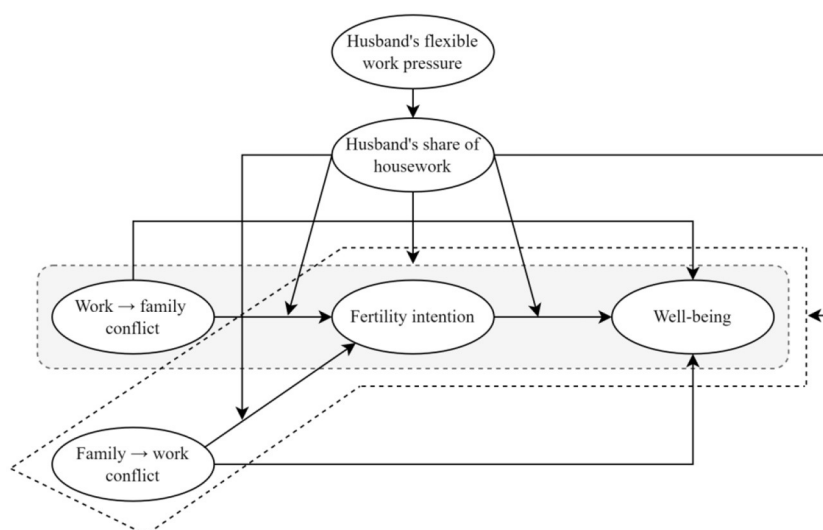 Husband's flexible
work pressure
Husband's share of
housework
Work → family
conflict
Fertility intention
Well-being
Family → work
conflict